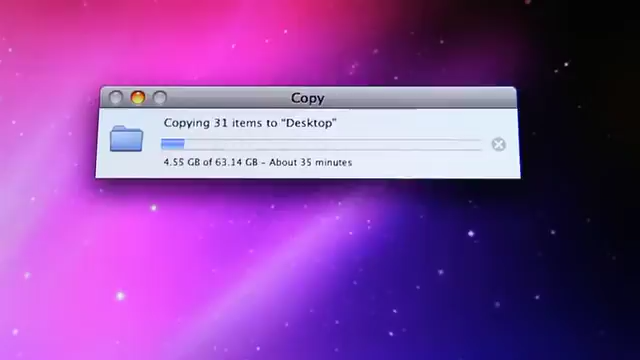 Copy
Copying 31 items to "Desktop"
4.55 GB of 63.14 GB – About 35 minutes